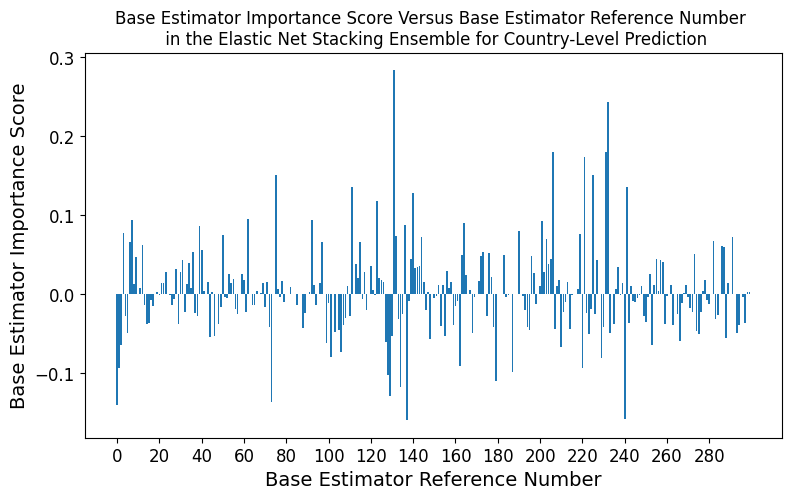 Base Estimator Importance Score Versus Base Estimator Reference Number
in the Elastic Net Stacking Ensemble for Country-Level Prediction
0.3
0.2
0.1
0.0
−0.1
Base Estimator Importance Score
0 20 40 60 80 100 120 140 160 180 200 220 240 260 280
Base Estimator Reference Number